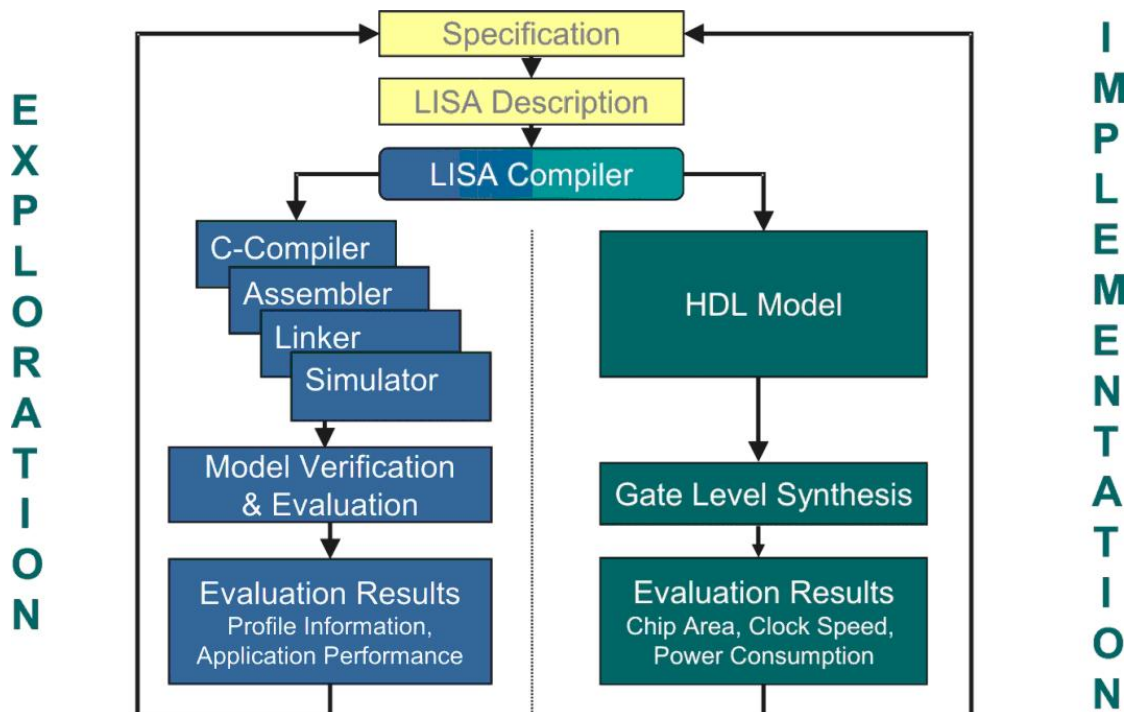 Specification
LISA Description
LISA Compiler
EXPLORATION
C-Compiler
Assembler
Linker
Simulator
Model Verification
& Evaluation
Evaluation Results
Profile Information,
Application Performance
HDL Model
Gate Level Synthesis
Evaluation Results
Chip Area, Clock Speed,
Power Consumption
IMPLEMENTATION